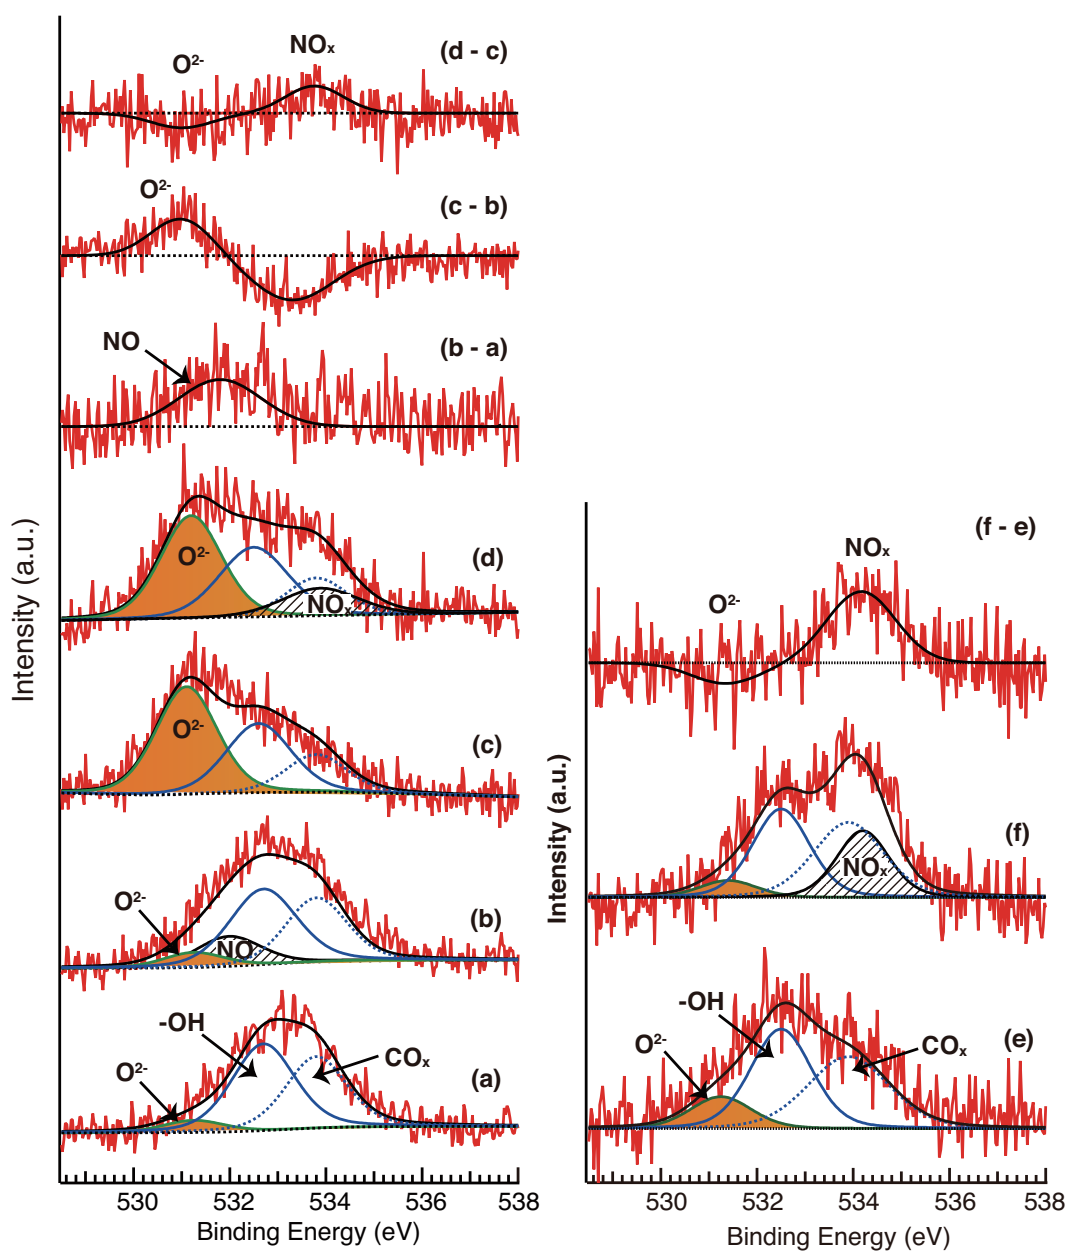 (d - c)
NOₓ
O²⁻
(c - b)
O²⁻
(b - a)
NO
(d)
O²⁻
NOₓ
(c)
O²⁻
(b)
O²⁻
NO
(a)
-OH
O²⁻
COₓ
530 532 534 536 538
Binding Energy (eV)
Intensity (a.u.)
(f - e)
NOₓ
O²⁻
(f)
NOₓ
(e)
-OH
O²⁻
COₓ
530 532 534 536 538
Binding Energy (eV)
Intensity (a.u.)